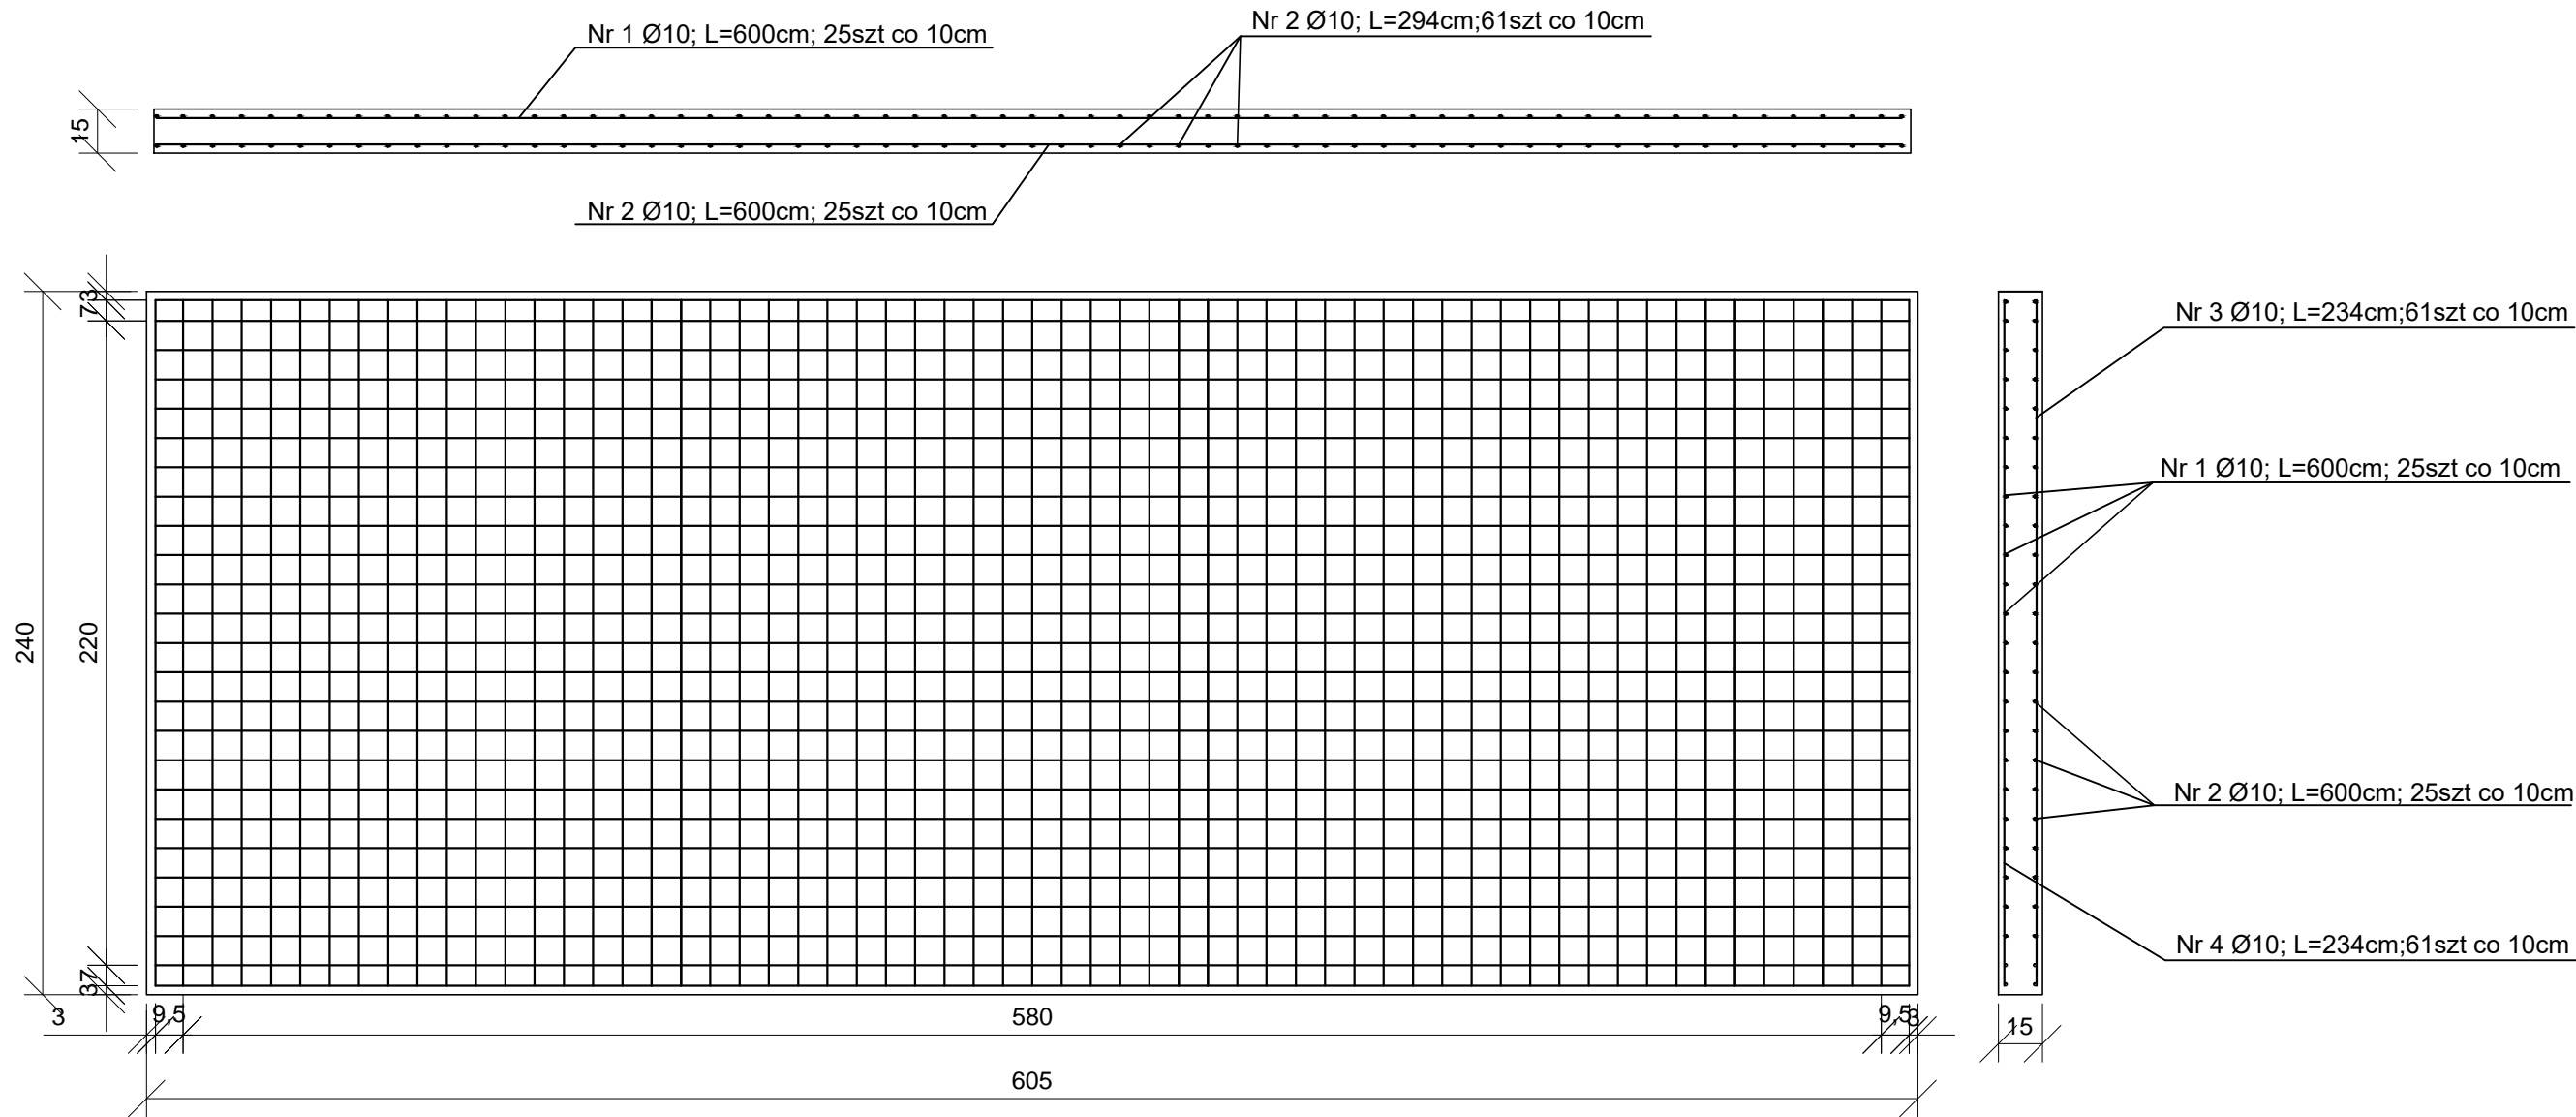 Nr 2 Ø10; L=294cm;61szt co 10cm
Nr 1 Ø10; L=600cm; 25szt co 10cm
15
Nr 2 Ø10; L=600cm; 25szt co 10cm
73
Nr 3 Ø10; L=234cm;61szt co 10cm
Nr 1 Ø10; L=600cm; 25szt co 10cm
240
220
Nr 2 Ø10; L=600cm; 25szt co 10cm
Nr 4 Ø10; L=234cm;61szt co 10cm
37
3
9,5
580
9,5
3
15
605